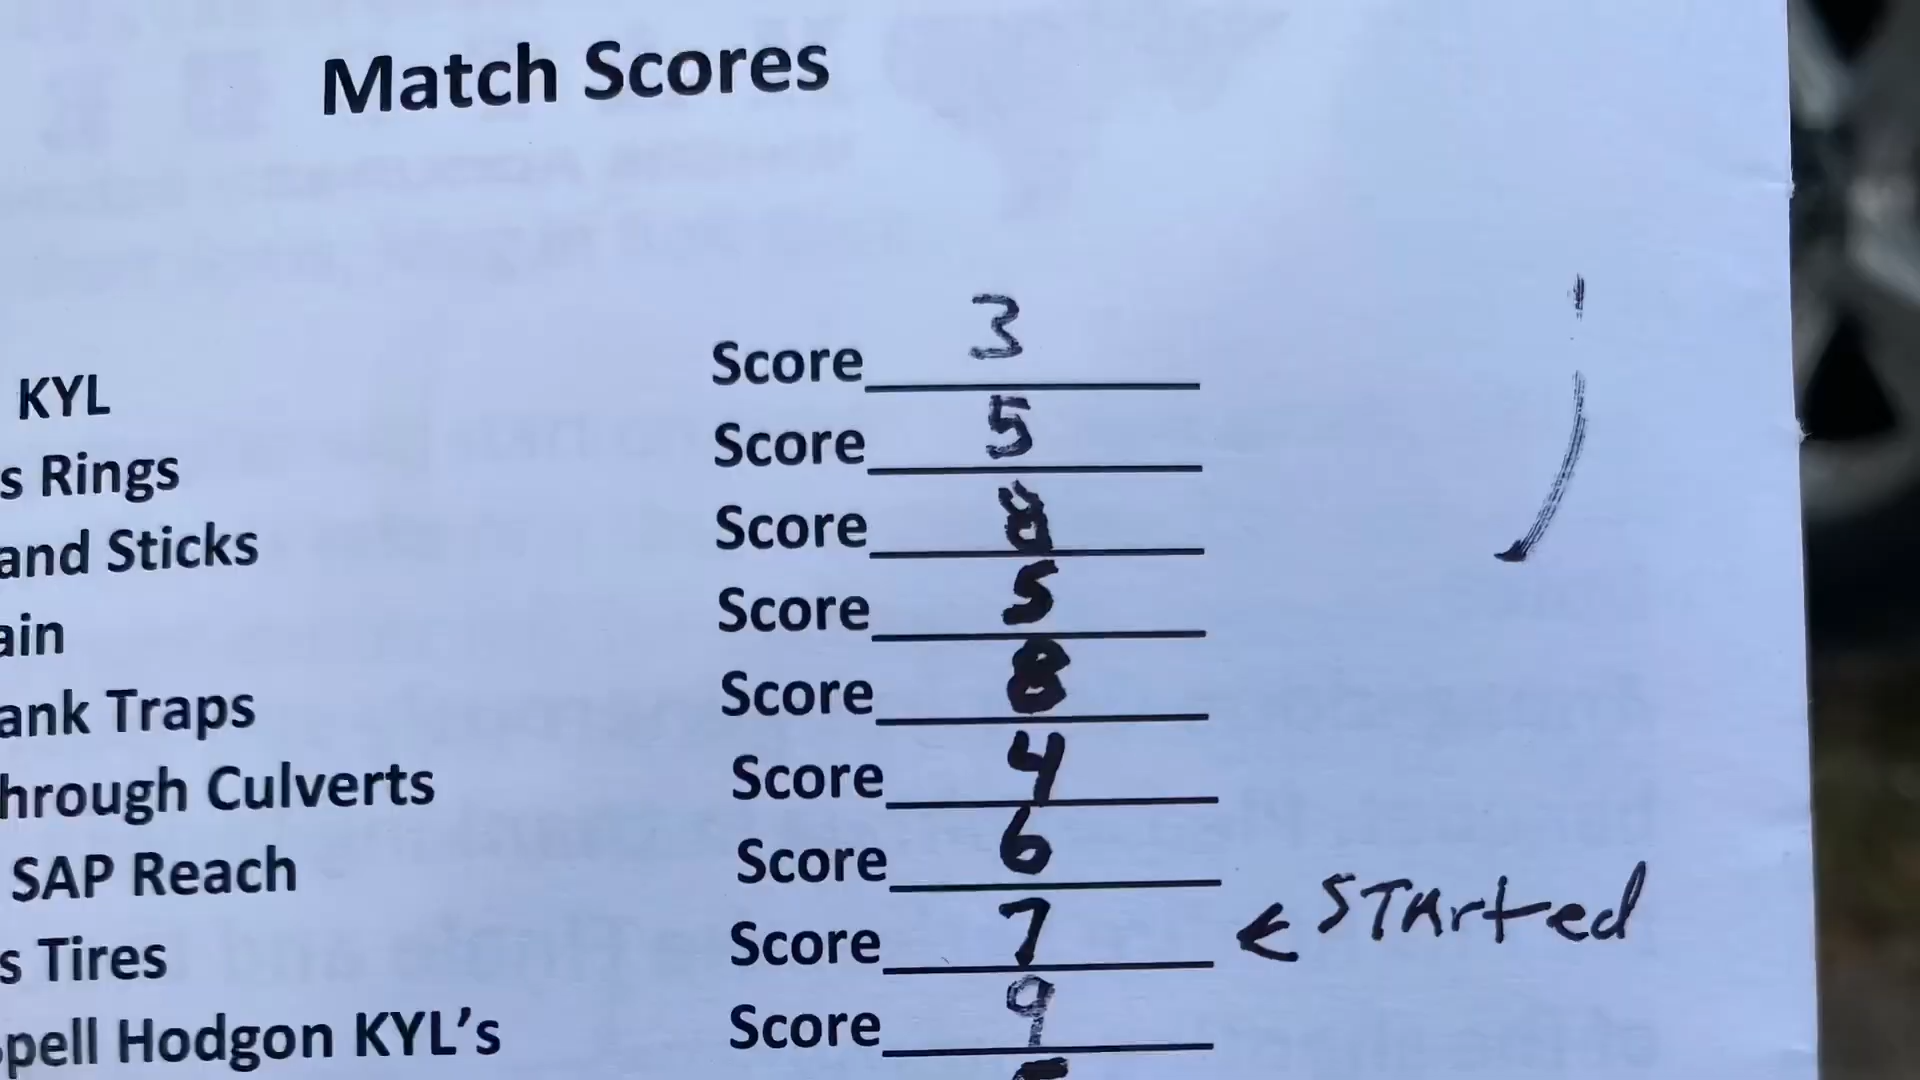 Match Scores
KYL Score 3
s Rings Score 5
and Sticks Score 8
ain Score 5
ank Traps Score 8
hrough Culverts Score 4
SAP Reach Score 6
s Tires Score 7 ← STArted
pell Hodgon KYL's Score 9